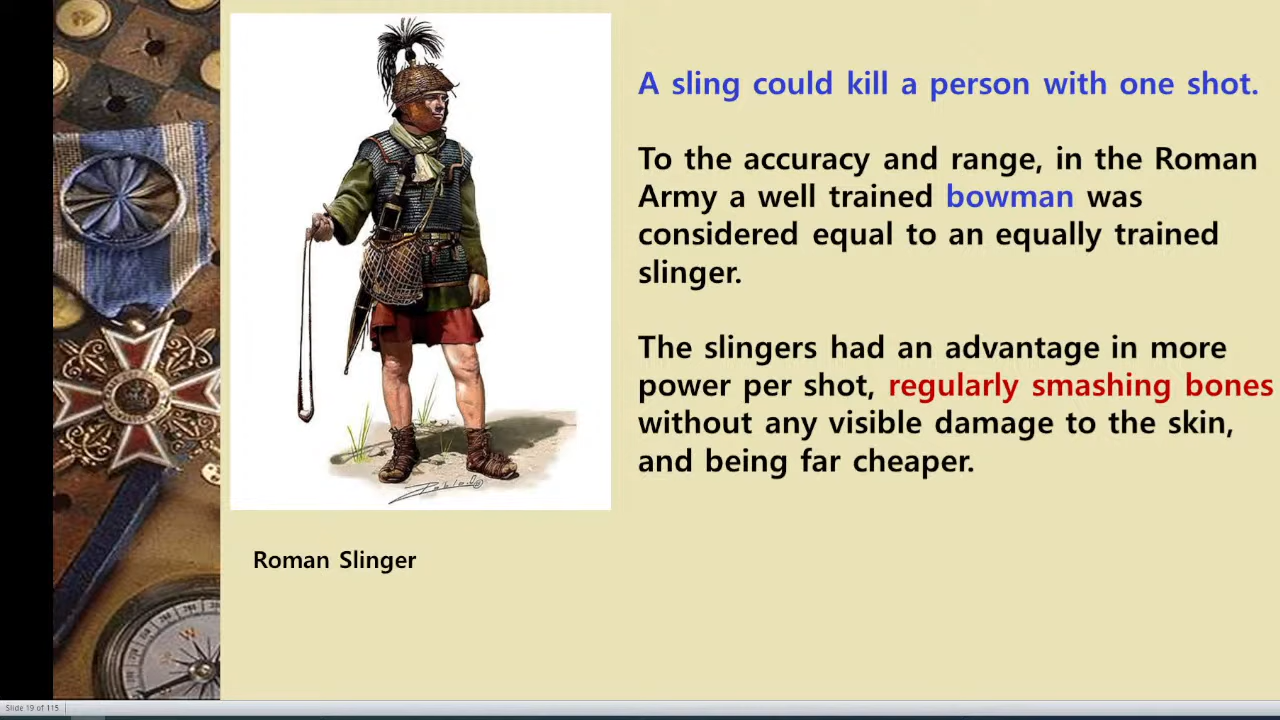 A sling could kill a person with one shot.
To the accuracy and range, in the Roman
Army a well trained bowman was
considered equal to an equally trained
slinger.
The slingers had an advantage in more
power per shot, regularly smashing bones
without any visible damage to the skin,
and being far cheaper.
Roman Slinger
Slide 19 of 115